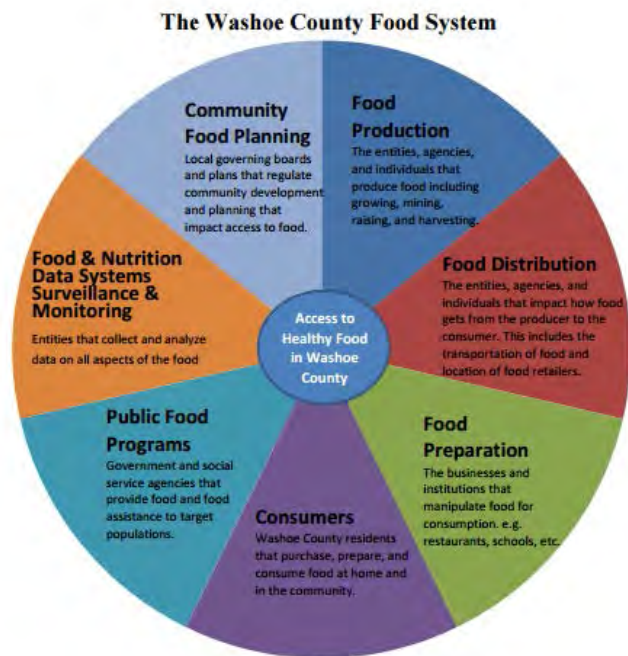 The Washoe County Food System
Community
Food Planning
Local governing boards
and plans that regulate
community development
and planning that
impact access to food.
Food
Production
The entities, agencies,
and individuals that
produce food including
growing, mining,
raising, and harvesting.
Food Distribution
The entities, agencies, and
individuals that impact how food
gets from the producer to the
consumer. This includes the
transportation of food and
location of food retailers.
Food
Preparation
The businesses and
institutions that
manipulate food for
consumption. e.g.
restaurants, schools, etc.
Consumers
Washoe County residents
that purchase, prepare, and
consume food at home and
in the community.
Public Food
Programs
Government and social
service agencies that
provide food and food
assistance to target
populations.
Food & Nutrition
Data Systems
Surveillance &
Monitoring
Entities that collect and analyze
data on all aspects of the food
Access to
Healthy Food
in Washoe
County